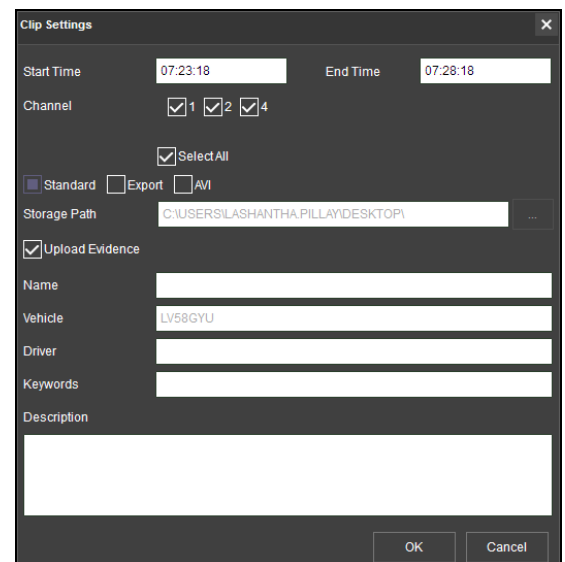 Clip Settings
Start Time 07:23:18 End Time 07:28:18
Channel 1 2 4
Select All
Standard Export AVI
Storage Path C:\USERS\LASHANTHA.PILLAY\DESKTOP\ ...
Upload Evidence
Name
Vehicle LV58GYU
Driver
Keywords
Description
OK Cancel